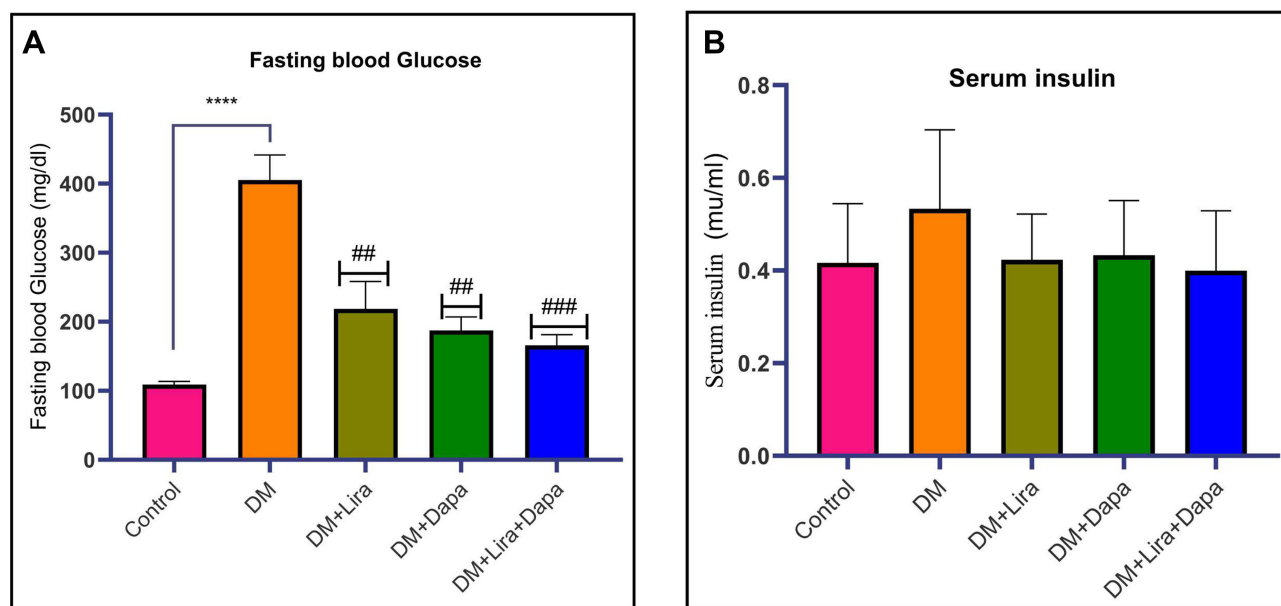 A
Fasting blood Glucose
Fasting blood Glucose (mg/dl)
500
400
300
200
100
0
****
##
##
###
Control
DM
DM+Lira
DM+Dapa
DM+Lira+Dapa
B
Serum insulin
Serum insulin (mu/ml)
0.8
0.6
0.4
0.2
0.0
Control
DM
DM+Lira
DM+Dapa
DM+Lira+Dapa